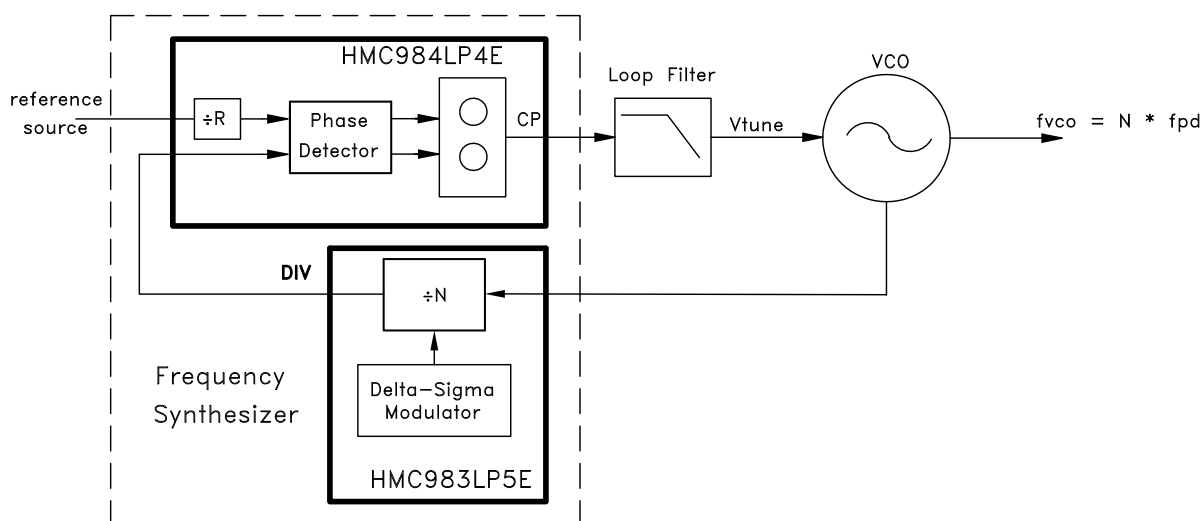 HMC984LP4E
reference
source
÷R
Phase
Detector
CP
Loop Filter
Vtune
VCO
fvco = N * fpd
DIV
÷N
Delta-Sigma
Modulator
HMC983LP5E
Frequency
Synthesizer